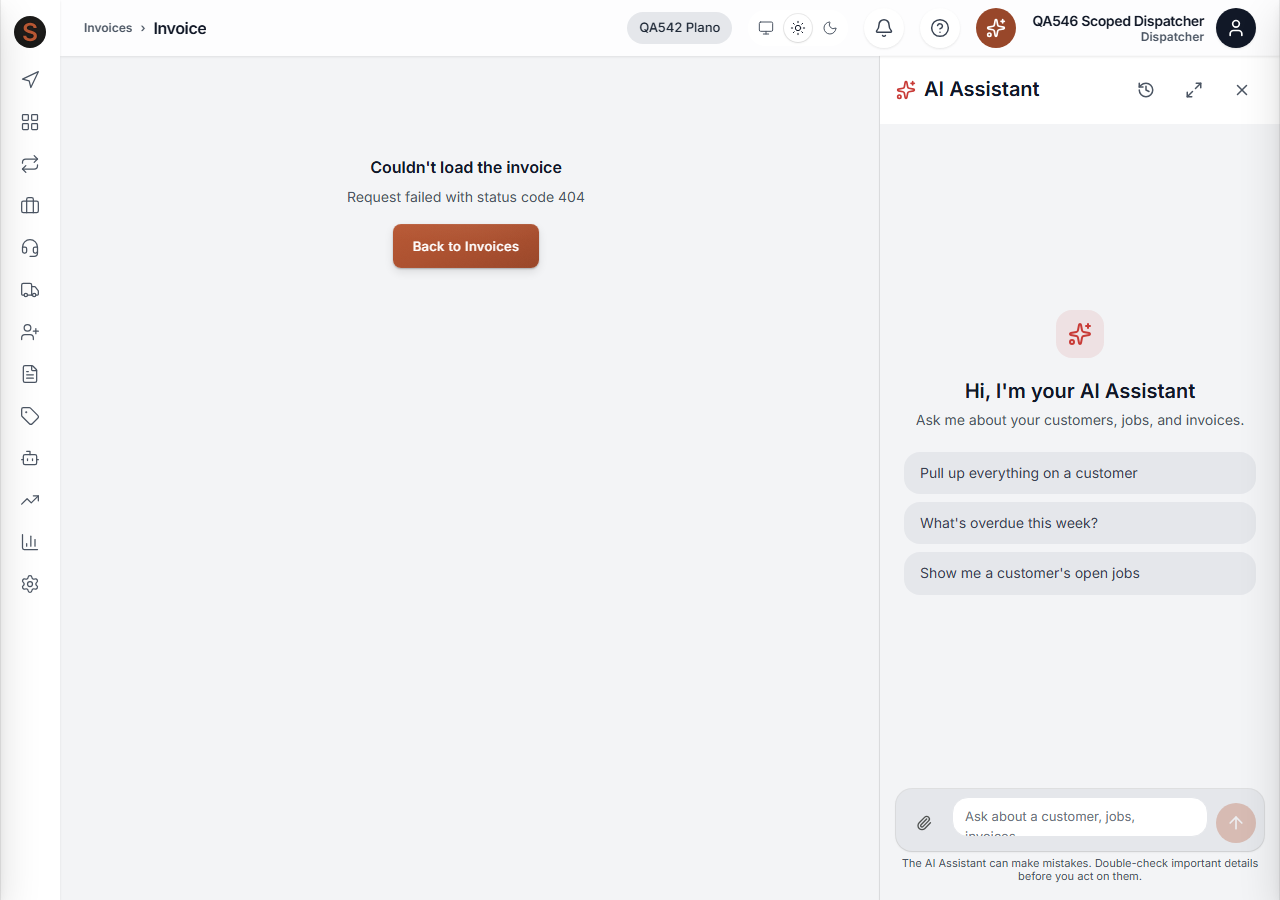 S
Invoices › Invoice
QA542 Plano
QA546 Scoped Dispatcher
Dispatcher
Couldn't load the invoice
Request failed with status code 404
Back to Invoices
AI Assistant
Hi, I'm your AI Assistant
Ask me about your customers, jobs, and invoices.
Pull up everything on a customer
What's overdue this week?
Show me a customer's open jobs
Ask about a customer, jobs,
invoices
The AI Assistant can make mistakes. Double-check important details
before you act on them.